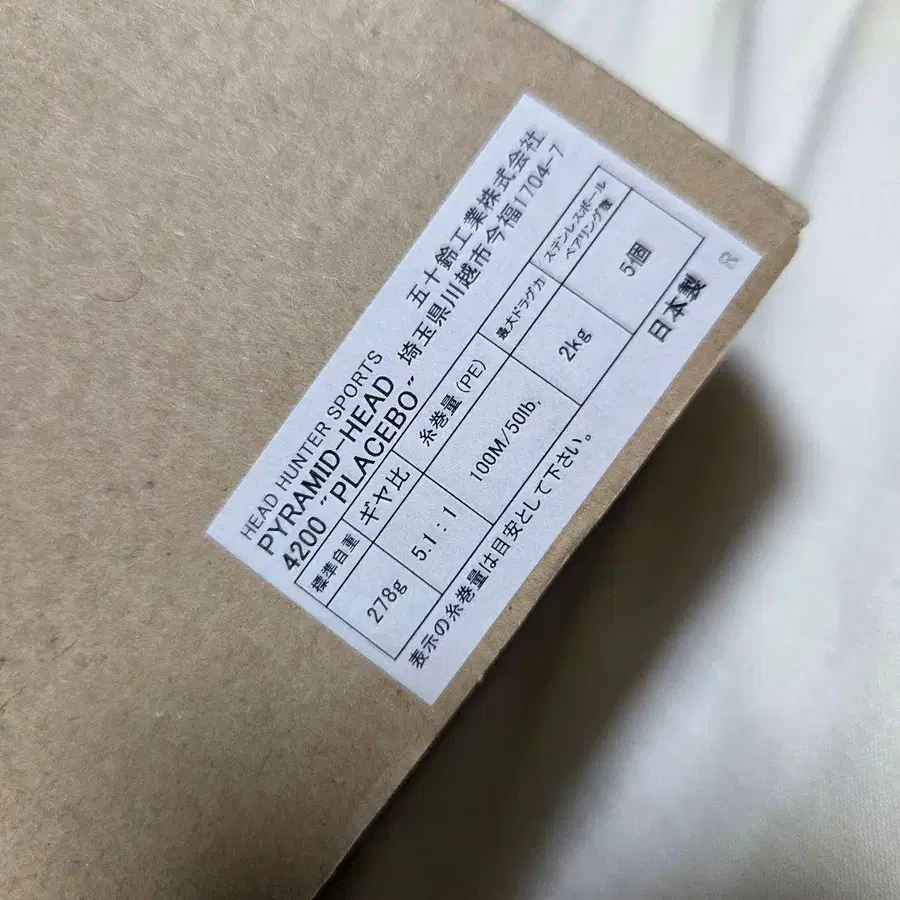 HEAD HUNTER SPORTS
PYRAMID-HEAD
4200 "PLACEBO"
五十鈴工業株式会社
埼玉県川越市今福1704-7
標準自重 ギヤ比 糸巻量(PE) 最大ドラグ力 ステンレスボール
ベアリング数
278g 5.1:1 100M/50lb. 2kg 5個
表示の糸巻量は目安として下さい。
日本製
R